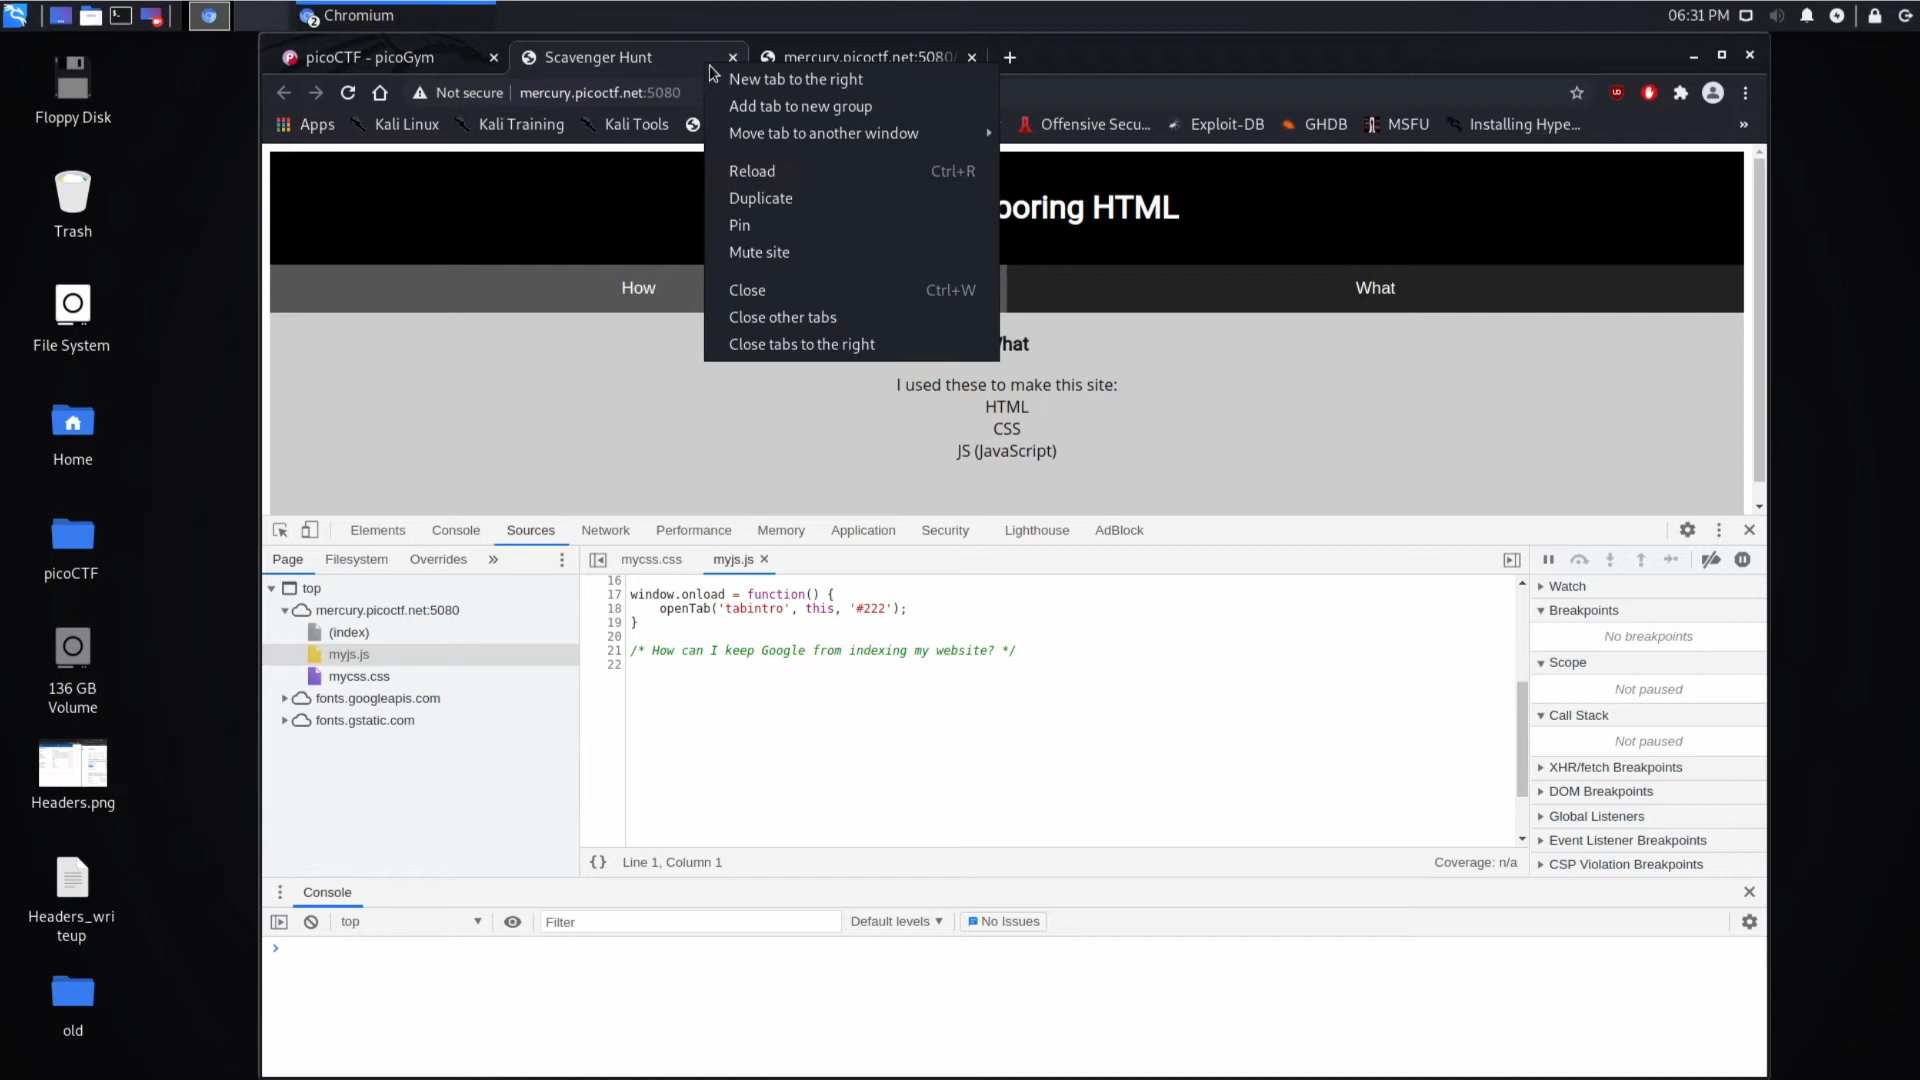 Chromium
2
06:31 PM
Floppy Disk
Trash
File System
Home
picoCTF
136 GB
Volume
Headers.png
Headers_wri
teup
old
picoCTF - picoGym
Scavenger Hunt
mercury.picoctf.net:5080/
Not secure
mercury.picoctf.net:5080
Apps
Kali Linux
Kali Training
Kali Tools
Offensive Secu...
Exploit-DB
GHDB
MSFU
Installing Hype...
»
New tab to the right
Add tab to new group
Move tab to another window
Reload Ctrl+R
Duplicate
Pin
Mute site
Close Ctrl+W
Close other tabs
Close tabs to the right
boring HTML
How
What
What
I used these to make this site:
HTML
CSS
JS (JavaScript)
Elements Console Sources Network Performance Memory Application Security Lighthouse AdBlock
Page Filesystem Overrides »
mycss.css myjs.js
top
mercury.picoctf.net:5080
(index)
myjs.js
mycss.css
fonts.googleapis.com
fonts.gstatic.com
16
17 window.onload = function() {
18 openTab('tabintro', this, '#222');
19 }
20
21 /* How can I keep Google from indexing my website? */
22
{} Line 1, Column 1
Coverage: n/a
Watch
Breakpoints
No breakpoints
Scope
Not paused
Call Stack
Not paused
XHR/fetch Breakpoints
DOM Breakpoints
Global Listeners
Event Listener Breakpoints
CSP Violation Breakpoints
Console
top Filter Default levels No Issues